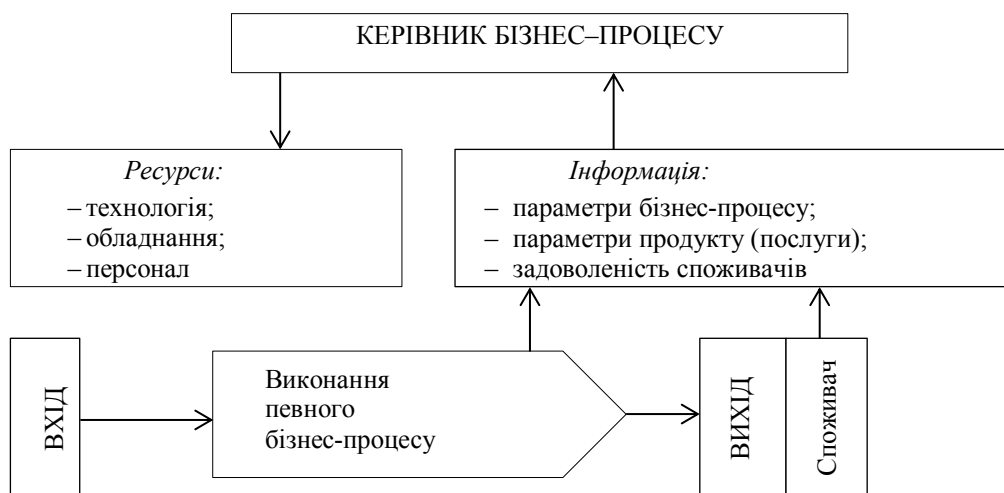 КЕРІВНИК БІЗНЕС–ПРОЦЕСУ
Ресурси:
– технологія;
– обладнання;
– персонал
Інформація:
– параметри бізнес-процесу;
– параметри продукту (послуги);
– задоволеність споживачів
ВХІД
Виконання
певного
бізнес-процесу
ВИХІД
Споживач